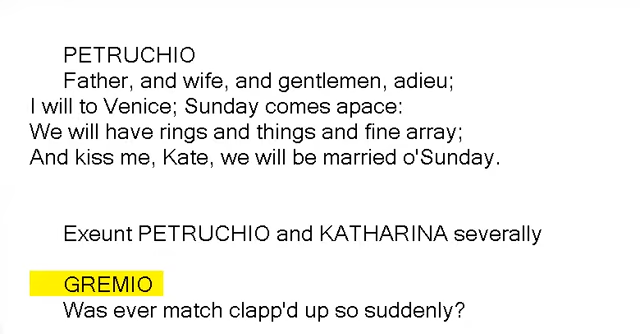 PETRUCHIO
Father, and wife, and gentlemen, adieu;
I will to Venice; Sunday comes apace:
We will have rings and things and fine array;
And kiss me, Kate, we will be married o'Sunday.
Exeunt PETRUCHIO and KATHARINA severally
GREMIO
Was ever match clapp'd up so suddenly?